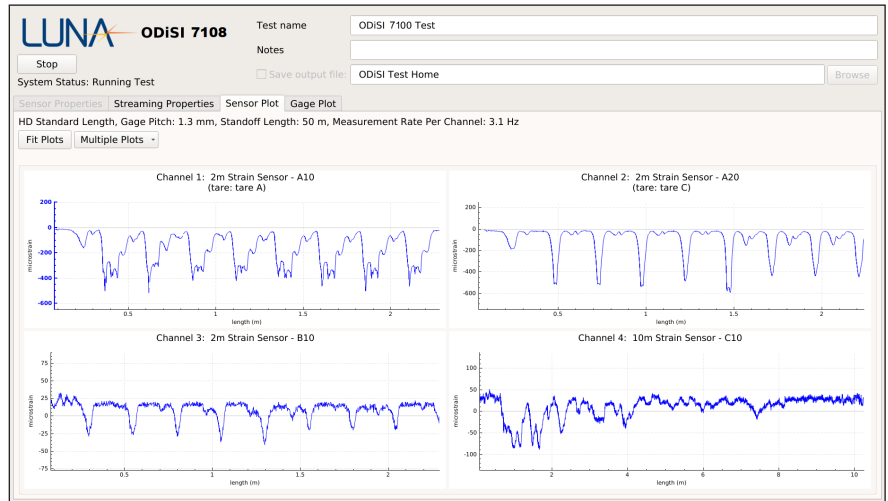 LUNA ODiSI 7108
Test name ODiSI 7100 Test
Notes
Stop
Save output file: ODiSI Test Home Browse
System Status: Running Test
Sensor Properties Streaming Properties Sensor Plot Gage Plot
HD Standard Length, Gage Pitch: 1.3 mm, Standoff Length: 50 m, Measurement Rate Per Channel: 3.1 Hz
Fit Plots Multiple Plots
Channel 1: 2m Strain Sensor - A10
(tare: tare A)
200
0
-200
-400
-600
microstrain
0.5 1 1.5 2
length (m)
Channel 2: 2m Strain Sensor - A20
(tare: tare C)
200
0
-200
-400
-600
microstrain
0.5 1 1.5 2
length (m)
Channel 3: 2m Strain Sensor - B10
75
50
25
0
-25
-50
-75
microstrain
0.5 1 1.5 2
length (m)
Channel 4: 10m Strain Sensor - C10
100
50
0
-50
-100
microstrain
2 4 6 8 10
length (m)